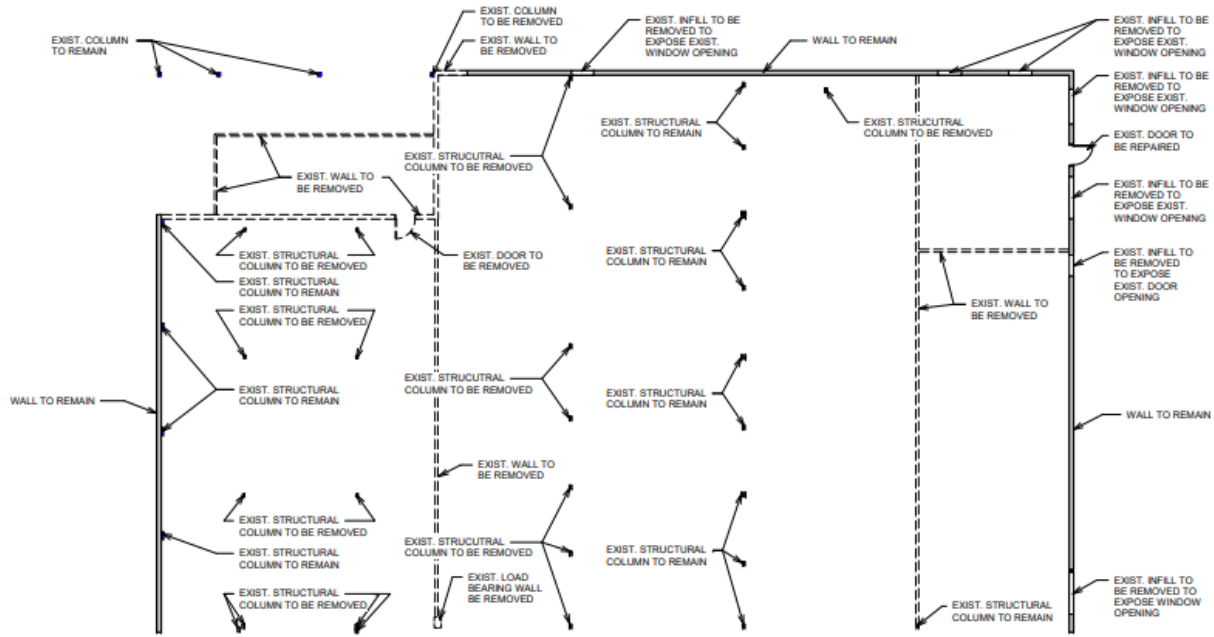 EXIST. COLUMN
TO REMAIN
EXIST. COLUMN
TO BE REMOVED
EXIST. WALL TO
BE REMOVED
EXIST. INFILL TO BE
REMOVED TO
EXPOSE EXIST.
WINDOW OPENING
WALL TO REMAIN
EXIST. INFILL TO BE
REMOVED TO
EXPOSE EXIST.
WINDOW OPENING
EXIST. INFILL TO BE
REMOVED TO
EXPOSE EXIST.
WINDOW OPENING
EXIST. STRUCTURAL
COLUMN TO REMAIN
EXIST. STRUCUTRAL
COLUMN TO BE REMOVED
EXIST. DOOR TO
BE REPAIRED
EXIST. STRUCUTRAL
COLUMN TO BE REMOVED
EXIST. WALL TO
BE REMOVED
EXIST. INFILL TO BE
REMOVED TO
EXPOSE EXIST.
WINDOW OPENING
EXIST. STRUCTURAL
COLUMN TO BE REMOVED
EXIST. DOOR TO
BE REMOVED
EXIST. STRUCTURAL
COLUMN TO REMAIN
EXIST. INFILL TO
BE REMOVED
TO EXPOSE
EXIST. DOOR
OPENING
EXIST. STRUCTURAL
COLUMN TO REMAIN
EXIST. STRUCTURAL
COLUMN TO BE REMOVED
EXIST. WALL TO
BE REMOVED
EXIST. STRUCTURAL
COLUMN TO REMAIN
EXIST. STRUCUTRAL
COLUMN TO BE REMOVED
EXIST. STRUCTURAL
COLUMN TO REMAIN
WALL TO REMAIN
WALL TO REMAIN
EXIST. WALL TO
BE REMOVED
EXIST. STRUCTURAL
COLUMN TO BE REMOVED
EXIST. STRUCUTRAL
COLUMN TO BE REMOVED
EXIST. STRUCTURAL
COLUMN TO REMAIN
EXIST. STRUCTURAL
COLUMN TO REMAIN
EXIST. LOAD
BEARING WALL
BE REMOVED
EXIST. STRUCTURAL
COLUMN TO BE REMOVED
EXIST. STRUCTURAL
COLUMN TO REMAIN
EXIST. INFILL TO
BE REMOVED TO
EXPOSE WINDOW
OPENING